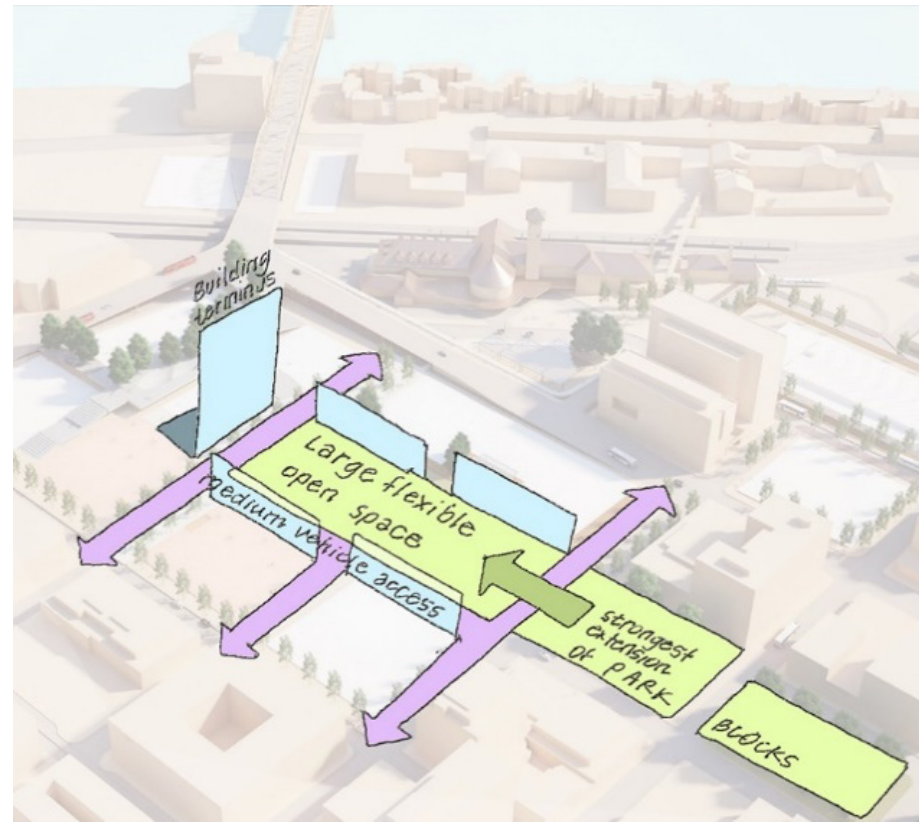 Building
terminus
Large flexible
open space
medium vehicle access
strongest
extension
of PARK
BLOCKS